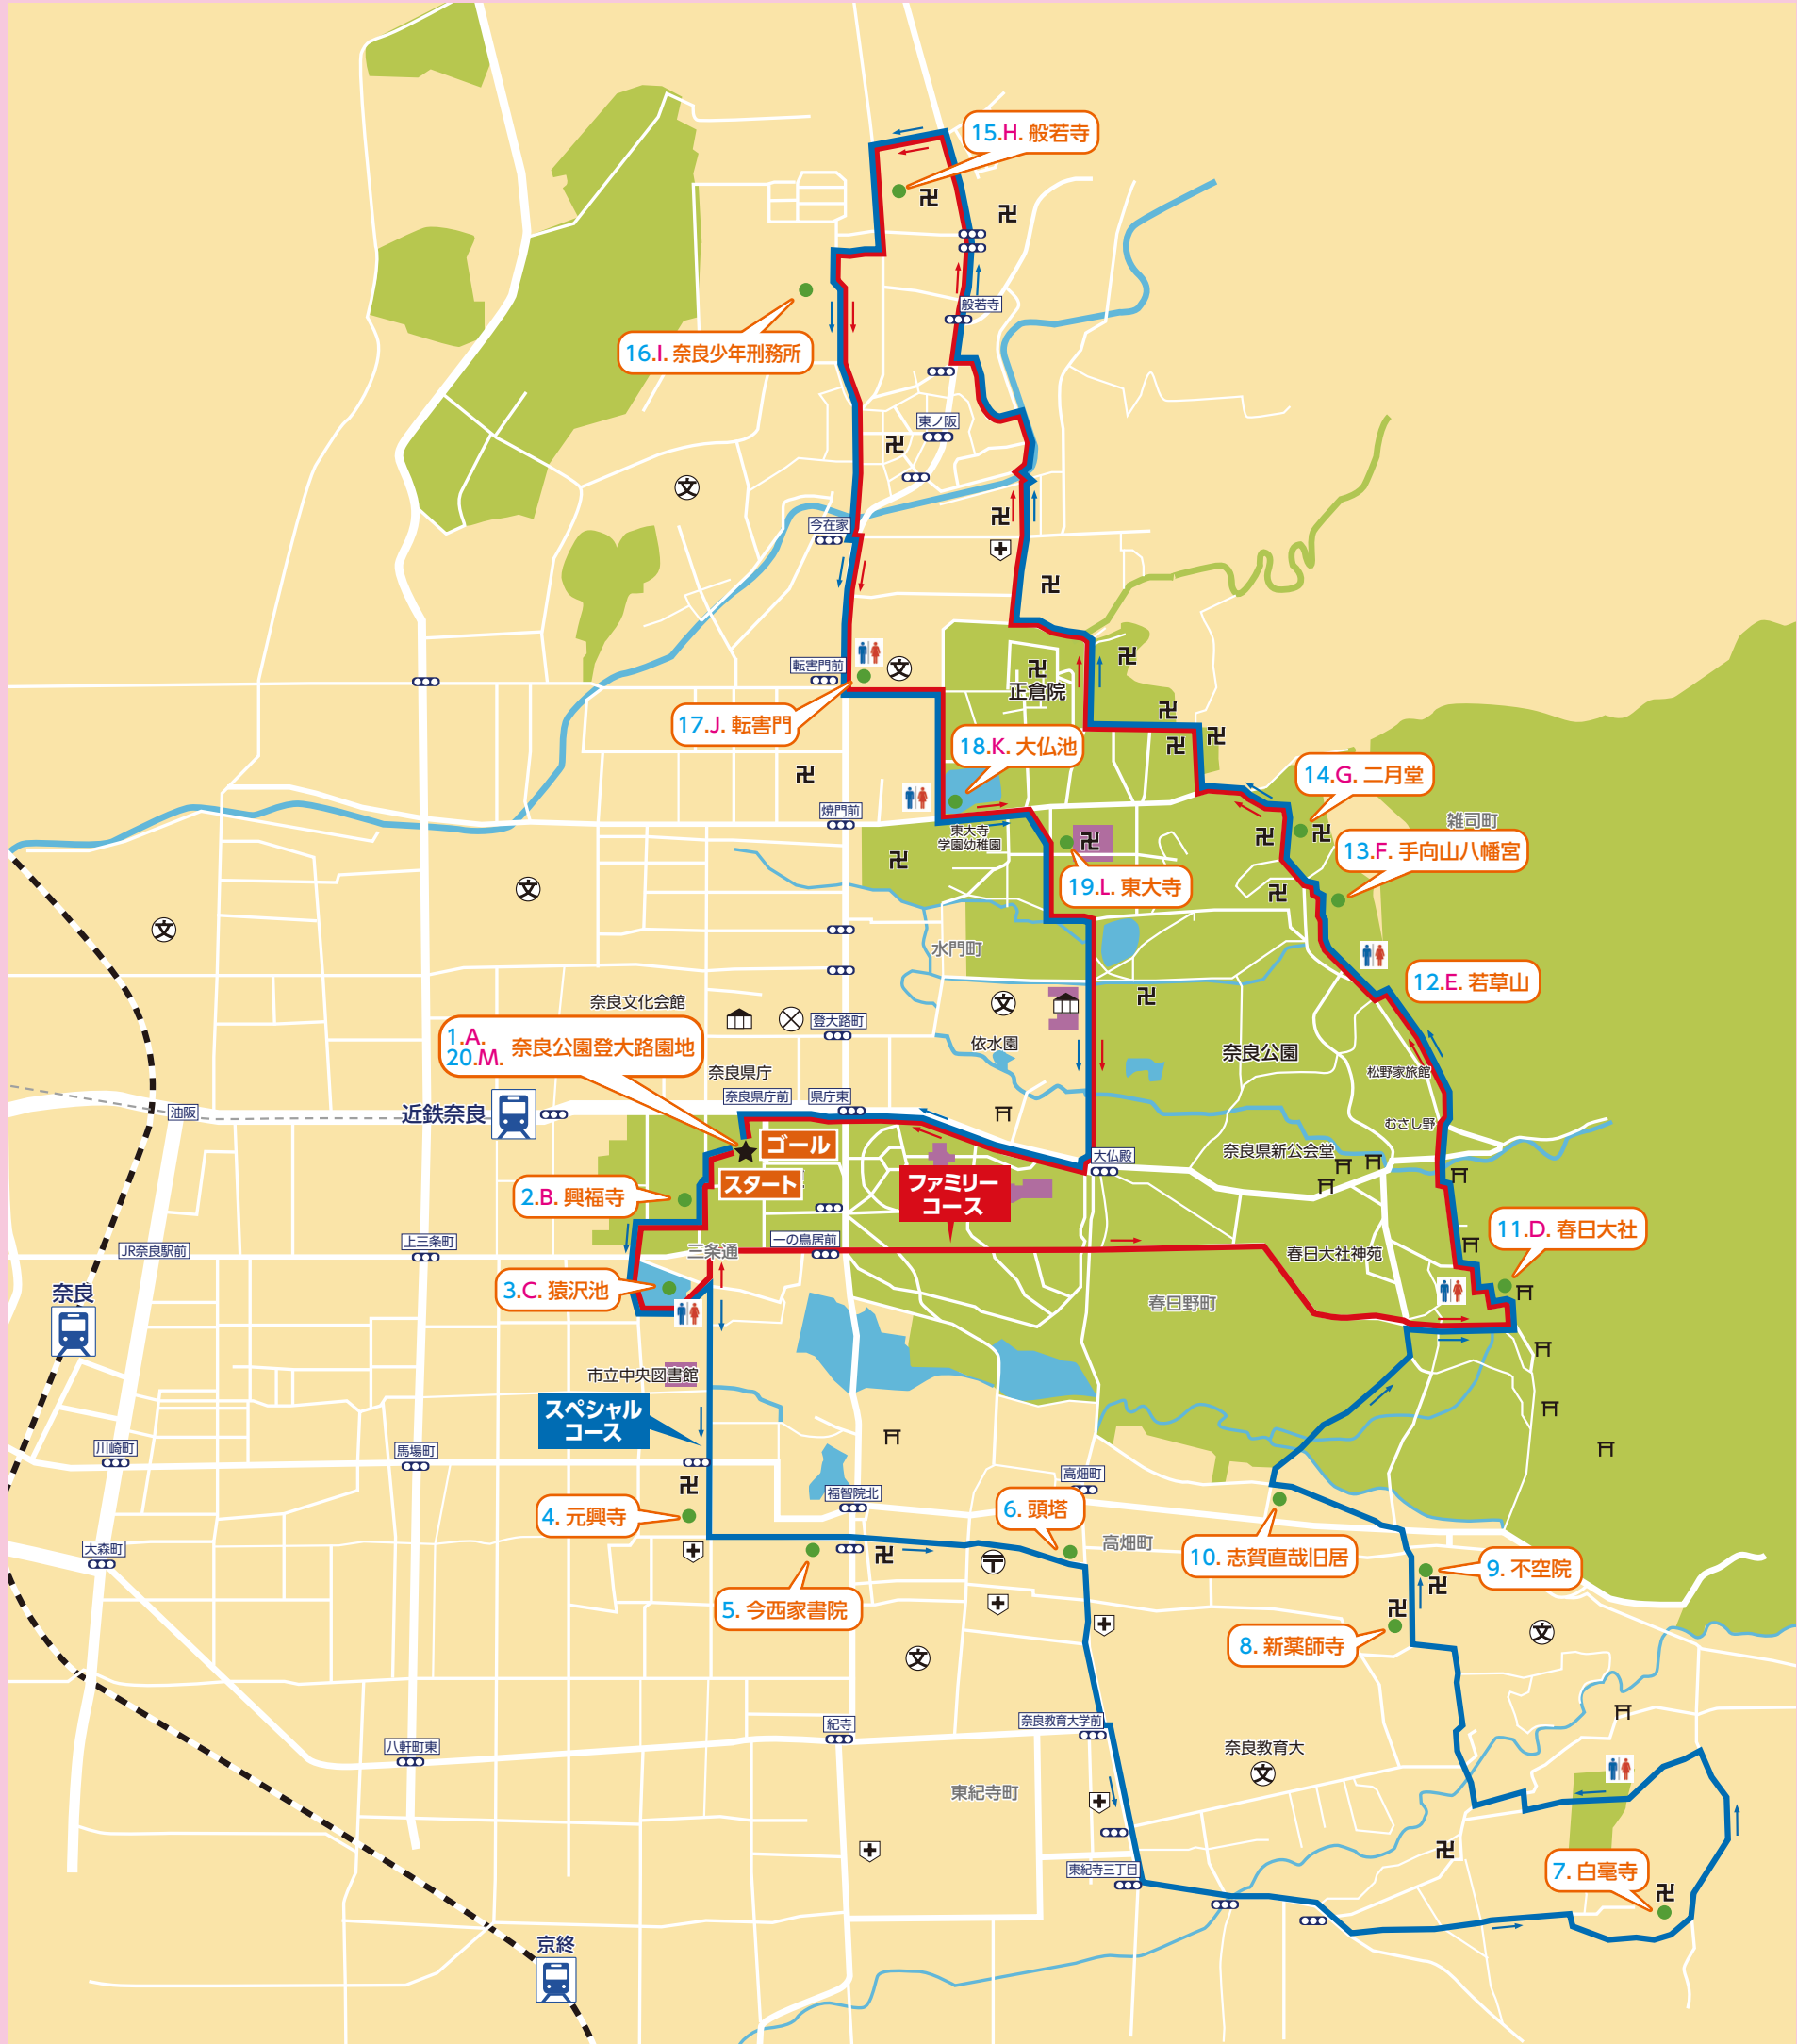 15.H. 般若寺
般若寺
16.I. 奈良少年刑務所
東ノ阪
今在家
転害門前
正倉院
17.J. 転害門
18.K. 大仏池
14.G. 二月堂
焼門前
雑司町
東大寺
学園幼稚園
13.F. 手向山八幡宮
19.L. 東大寺
水門町
12.E. 若草山
奈良文化会館
登大路町
1.A.
20.M. 奈良公園登大路園地
依水園
奈良公園
松野家旅館
奈良県庁
奈良県庁前
県庁東
油阪
近鉄奈良
むさし野
ゴール
大仏殿
奈良県新公会堂
スタート
ファミリー
コース
2.B. 興福寺
11.D. 春日大社
一の鳥居前
上三条町
JR奈良駅前
三条通
春日大社神苑
奈良
3.C. 猿沢池
春日野町
市立中央図書館
スペシャル
コース
川崎町
馬場町
高畑町
福智院北
4. 元興寺
6. 頭塔
高畑町
大森町
10. 志賀直哉旧居
9. 不空院
5. 今西家書院
8. 新薬師寺
紀寺
奈良教育大学前
八軒町東
奈良教育大
東紀寺町
東紀寺三丁目
7. 白毫寺
京終